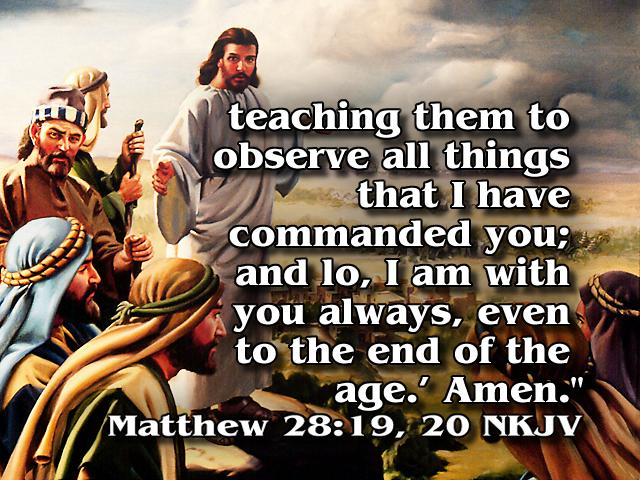 teaching them to
observe all things
that I have
commanded you;
and lo, I am with
you always, even
to the end of the
age.' Amen."
Matthew 28:19, 20 NKJV